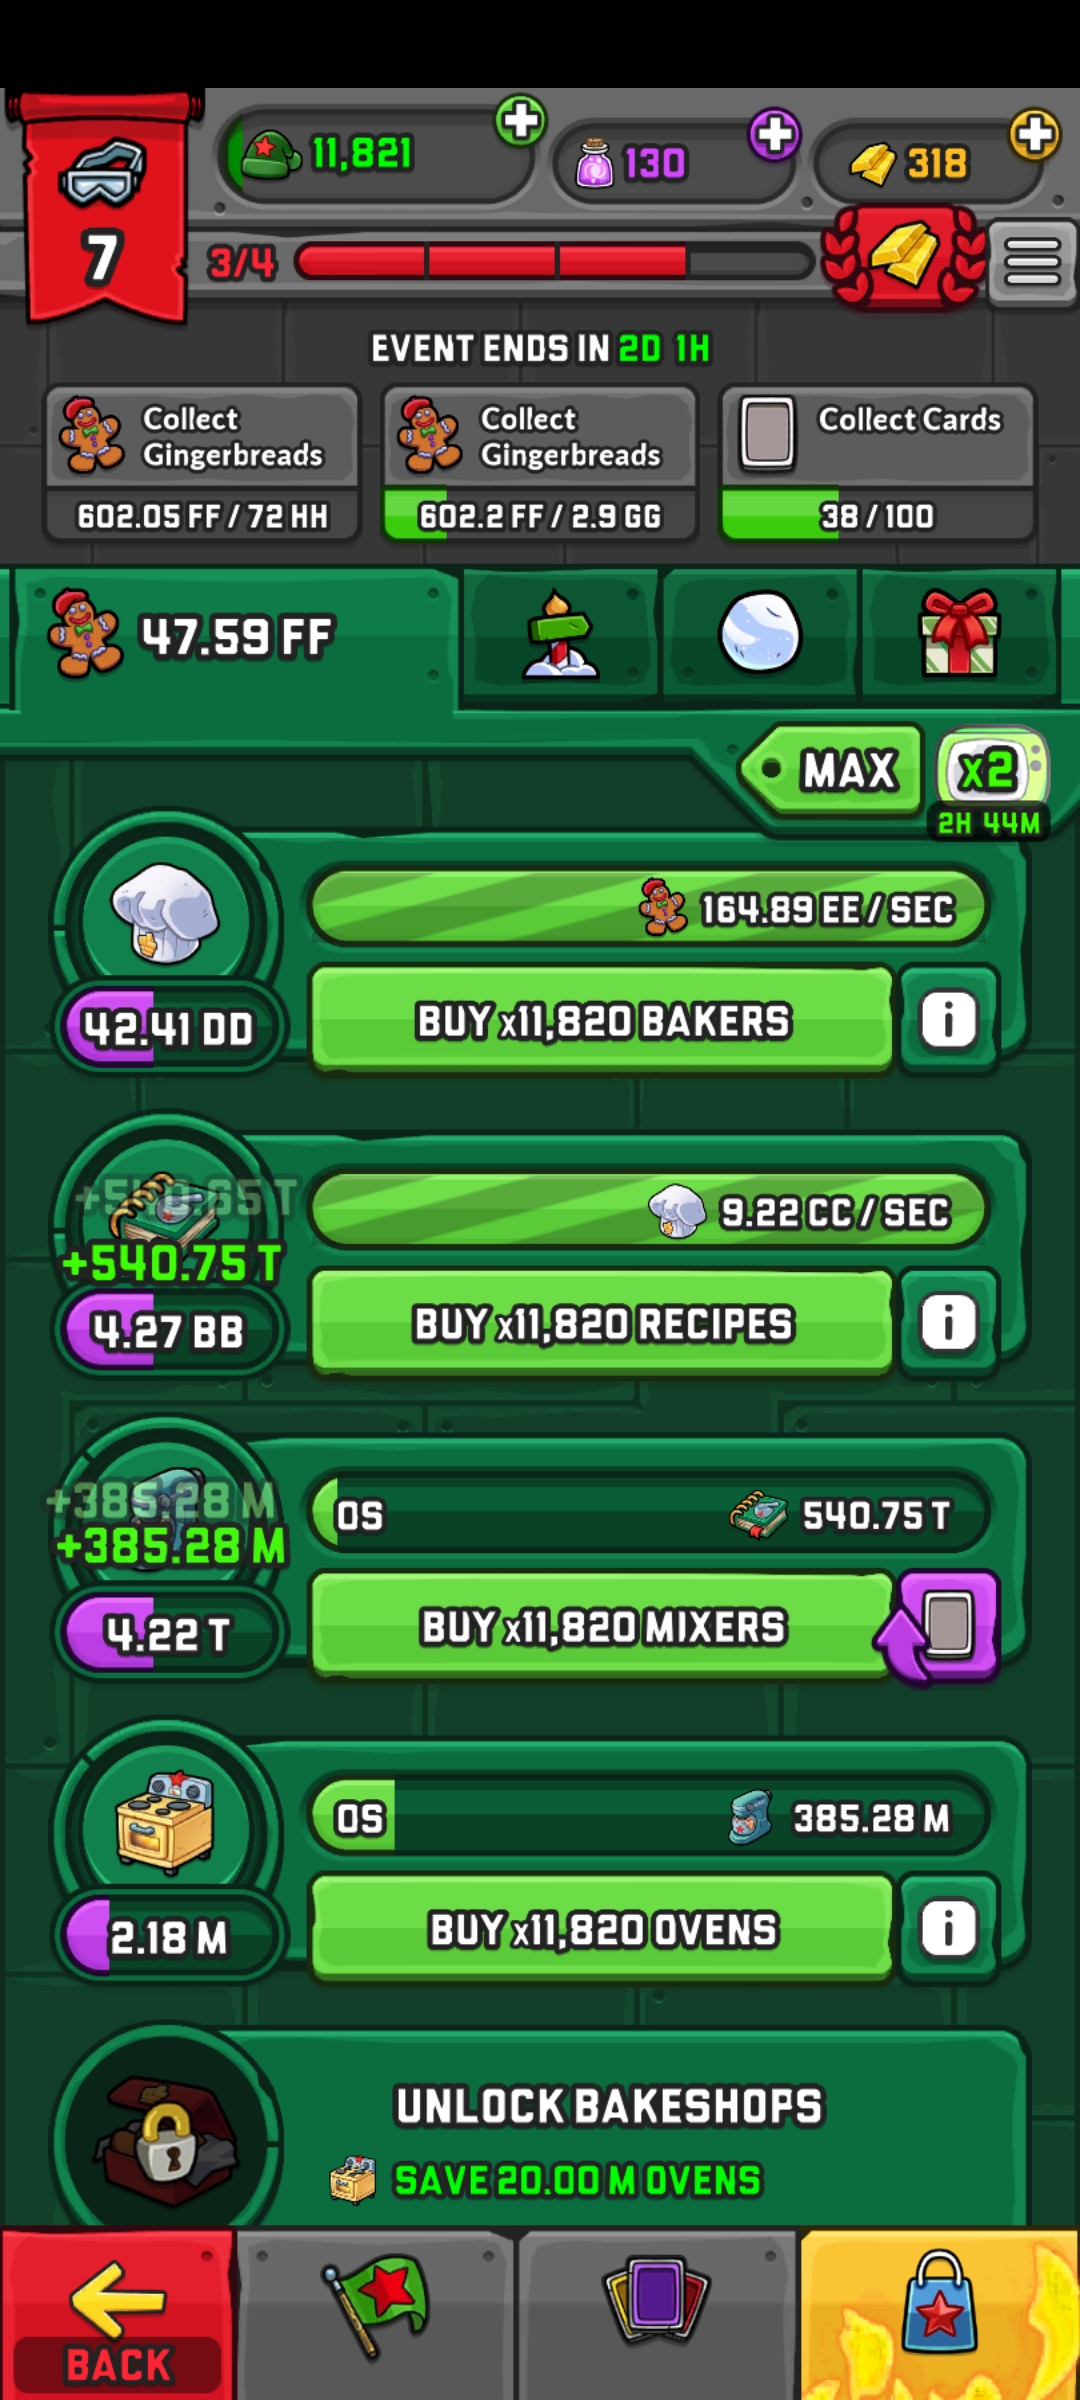 11,821
130
318
7
3/4
EVENT ENDS IN 2D 1H
Collect Gingerbreads
602.05 FF / 72 HH
Collect Gingerbreads
602.2 FF / 2.9 GG
Collect Cards
38 / 100
47.59 FF
MAX
x2
2H 44M
164.89 EE / SEC
42.41 DD
BUY x11,820 BAKERS
+540.75 T
9.22 CC / SEC
4.27 BB
BUY x11,820 RECIPES
+385.28 M
+385.28 M
0S
540.75 T
4.22 T
BUY x11,820 MIXERS
0S
385.28 M
2.18 M
BUY x11,820 OVENS
UNLOCK BAKESHOPS
SAVE 20.00 M OVENS
BACK